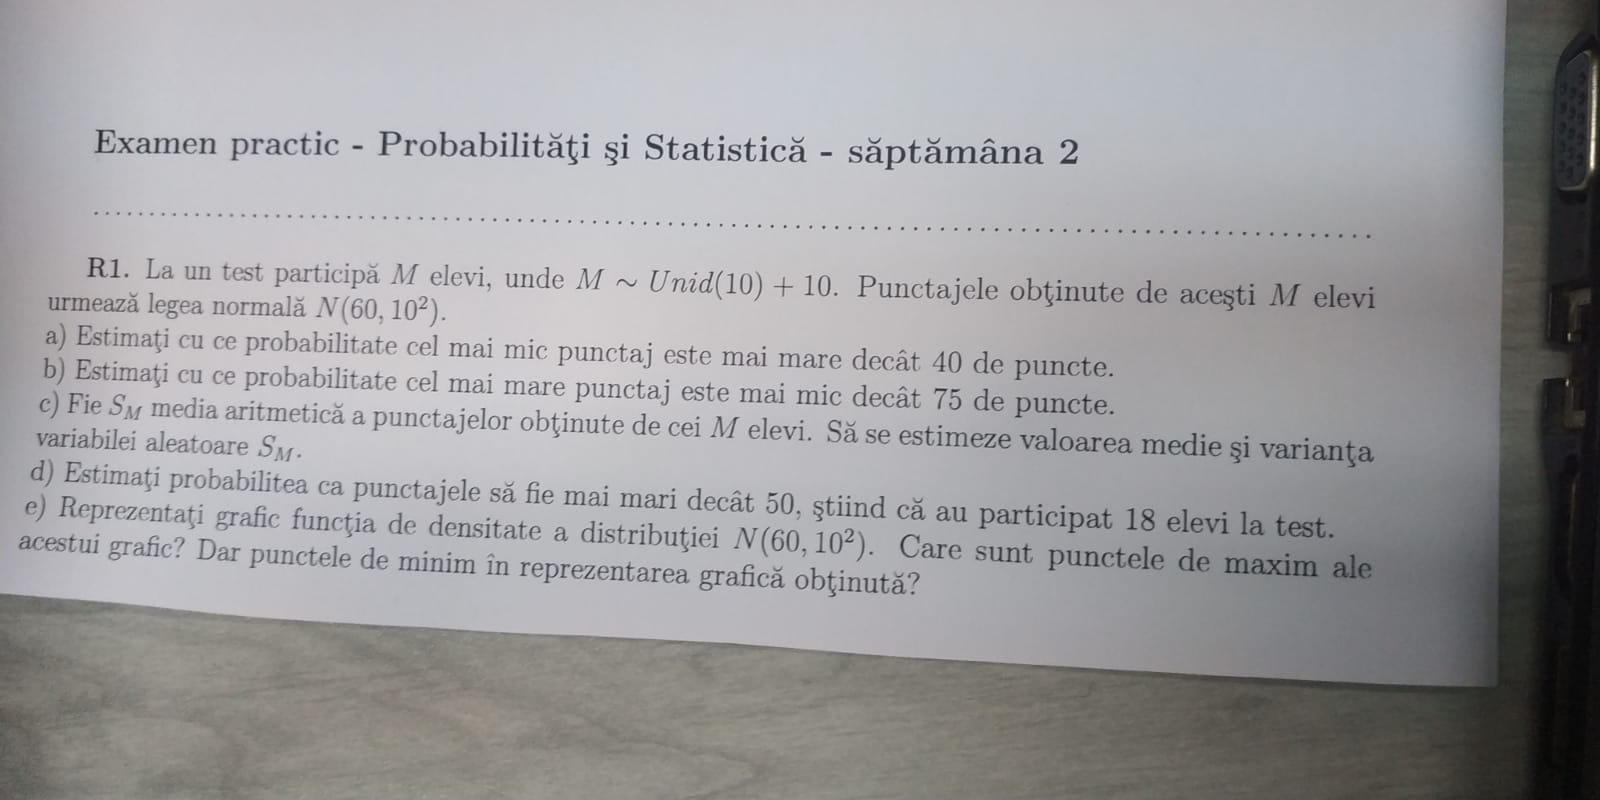 Examen practic - Probabilităţi şi Statistică - săptămâna 2
R1. La un test participă M elevi, unde M ∼ Unid(10) + 10. Punctajele obţinute de aceşti M elevi
urmează legea normală N(60, 10²).
a) Estimaţi cu ce probabilitate cel mai mic punctaj este mai mare decât 40 de puncte.
b) Estimaţi cu ce probabilitate cel mai mare punctaj este mai mic decât 75 de puncte.
c) Fie S_M media aritmetică a punctajelor obţinute de cei M elevi. Să se estimeze valoarea medie şi varianţa
variabilei aleatoare S_M.
d) Estimaţi probabilitea ca punctajele să fie mai mari decât 50, ştiind că au participat 18 elevi la test.
e) Reprezentaţi grafic funcţia de densitate a distribuţiei N(60, 10²). Care sunt punctele de maxim ale
acestui grafic? Dar punctele de minim în reprezentarea grafică obţinută?